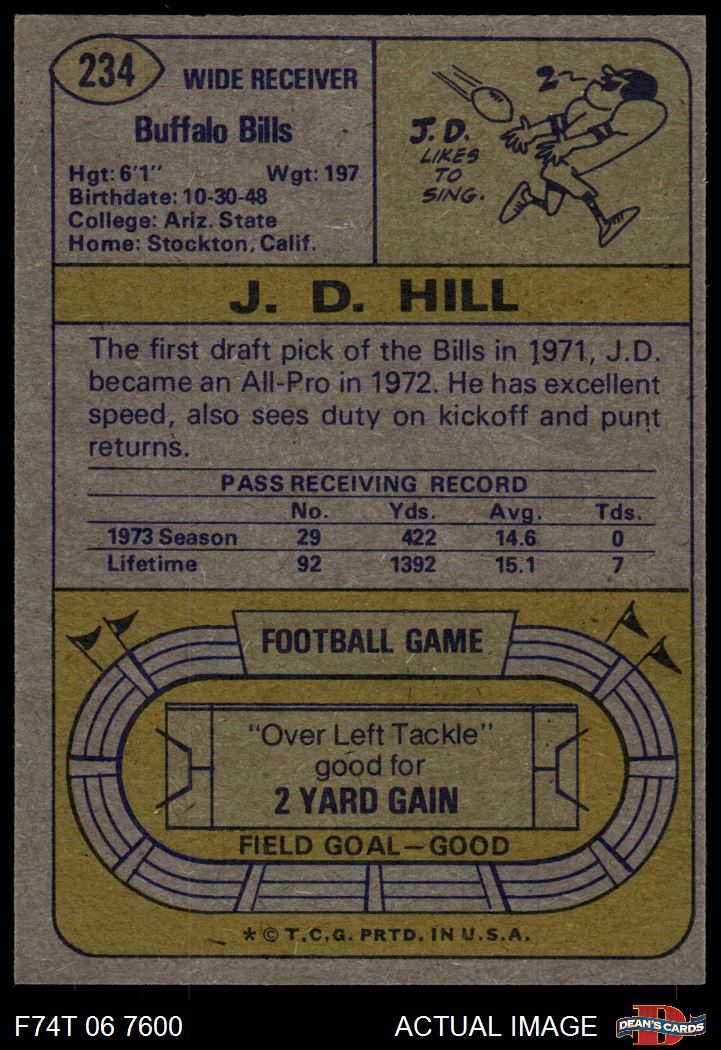 234
WIDE RECEIVER
Buffalo Bills
Hgt: 6'1" Wgt: 197
Birthdate: 10-30-48
College: Ariz. State
Home: Stockton, Calif.
J.D.
LIKES
TO
SING.
J. D. HILL
The first draft pick of the Bills in 1971, J.D.
became an All-Pro in 1972. He has excellent
speed, also sees duty on kickoff and punt
returns.
PASS RECEIVING RECORD
No. Yds. Avg. Tds.
1973 Season 29 422 14.6 0
Lifetime 92 1392 15.1 7
FOOTBALL GAME
"Over Left Tackle"
good for
2 YARD GAIN
FIELD GOAL—GOOD
* © T.C.G. PRTD. IN U.S.A.
F74T 06 7600 ACTUAL IMAGE
D
DEAN'S CARDS